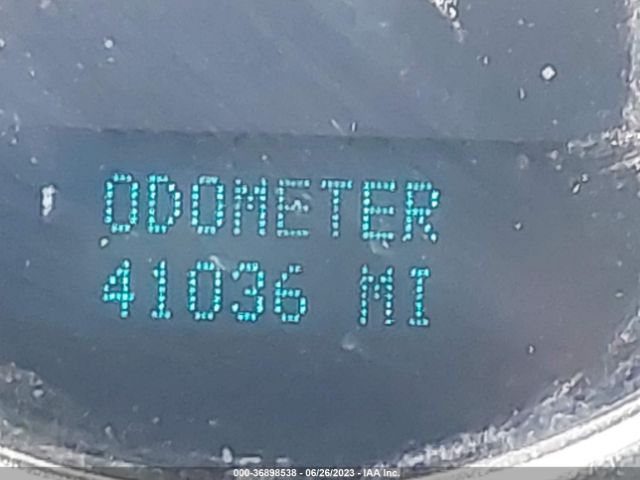 ODOMETER
41036 MI
000-36898538 - 06/26/2023 - IAA Inc.